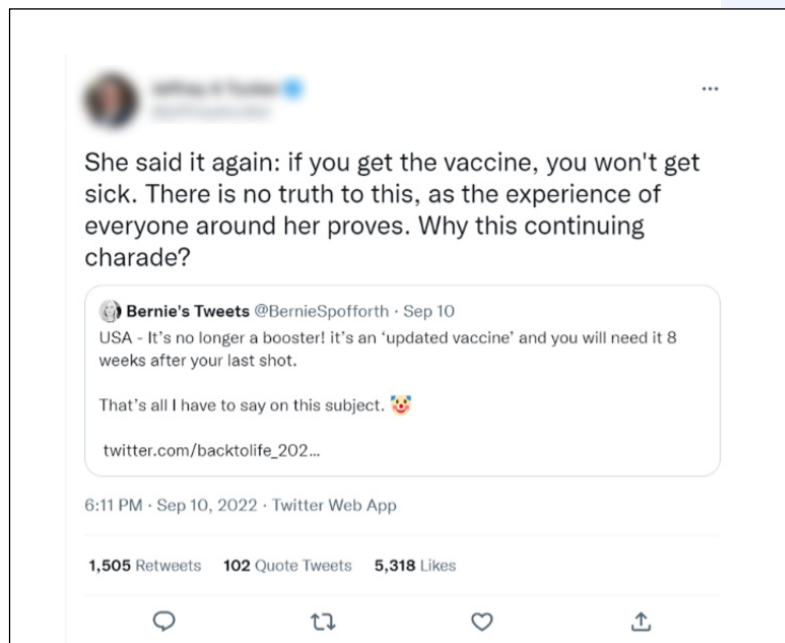 She said it again: if you get the vaccine, you won't get
sick. There is no truth to this, as the experience of
everyone around her proves. Why this continuing
charade?
Bernie's Tweets @BernieSpofforth · Sep 10
USA - It's no longer a booster! it's an ‘updated vaccine’ and you will need it 8
weeks after your last shot.
That's all I have to say on this subject. 🤡
twitter.com/backtolife_202...
6:11 PM · Sep 10, 2022 · Twitter Web App
1,505 Retweets 102 Quote Tweets 5,318 Likes